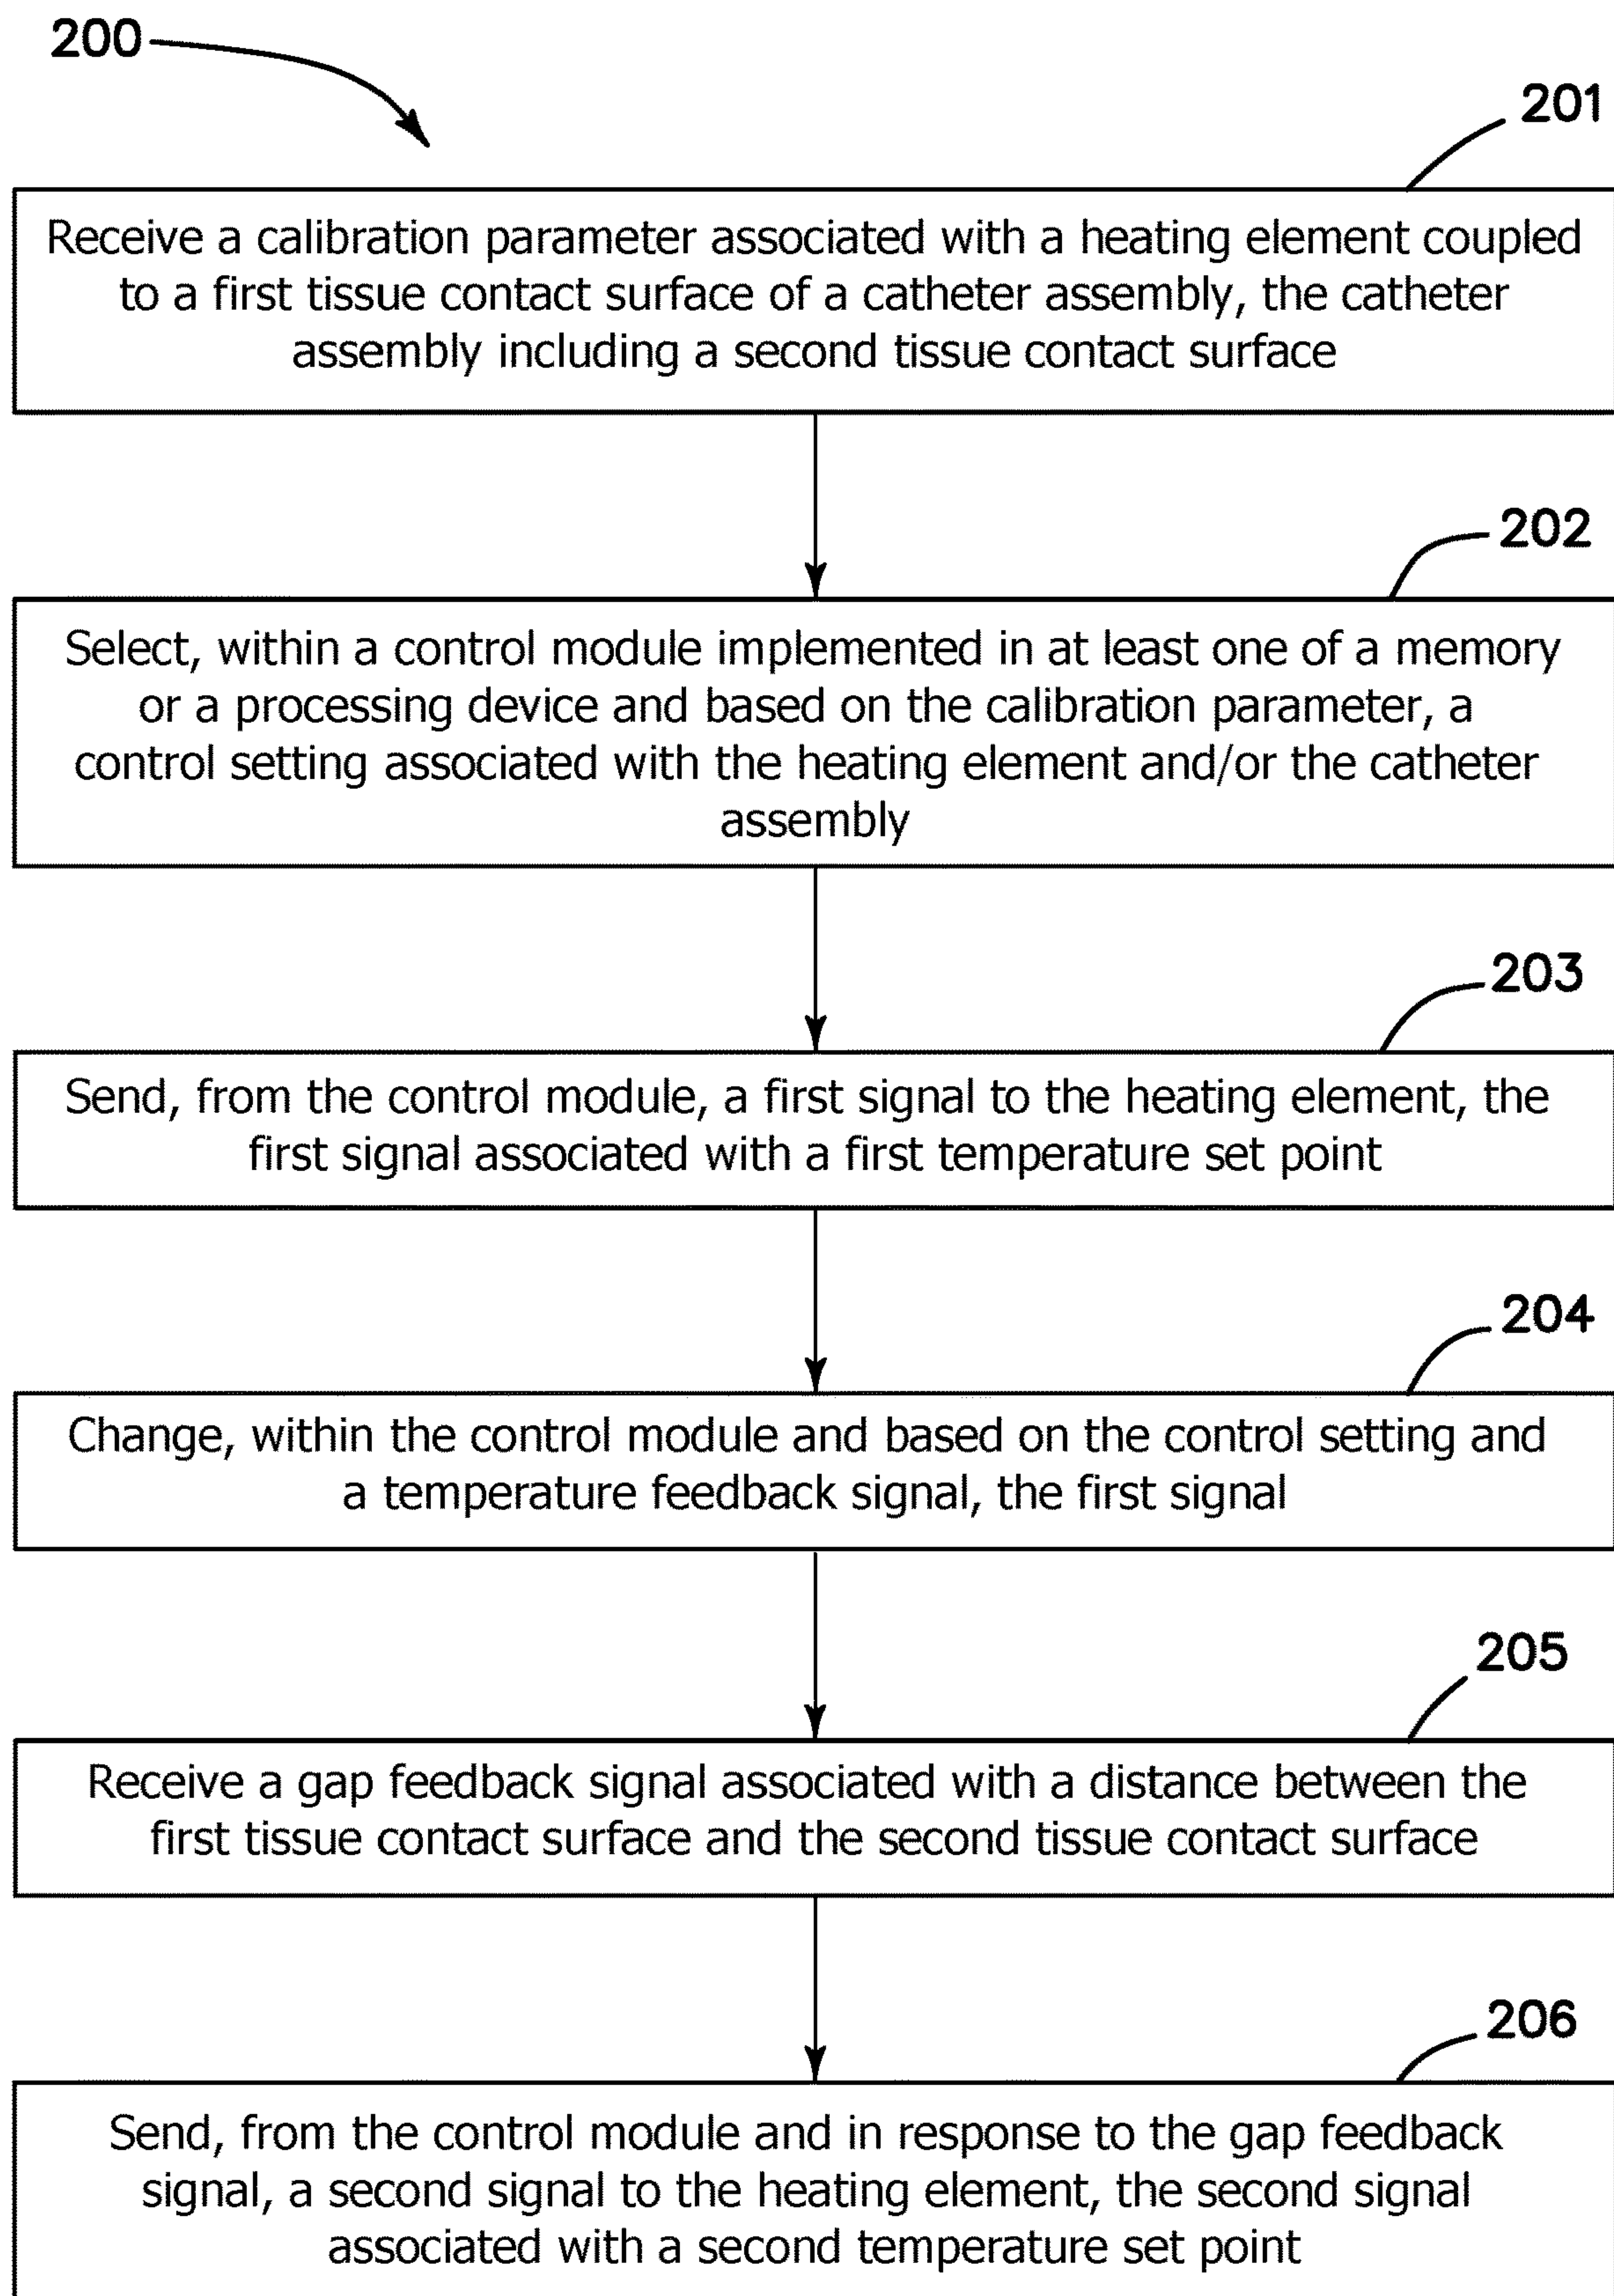 200
201
Receive a calibration parameter associated with a heating element coupled
to a first tissue contact surface of a catheter assembly, the catheter
assembly including a second tissue contact surface
202
Select, within a control module implemented in at least one of a memory
or a processing device and based on the calibration parameter, a
control setting associated with the heating element and/or the catheter
assembly
203
Send, from the control module, a first signal to the heating element, the
first signal associated with a first temperature set point
204
Change, within the control module and based on the control setting and
a temperature feedback signal, the first signal
205
Receive a gap feedback signal associated with a distance between the
first tissue contact surface and the second tissue contact surface
206
Send, from the control module and in response to the gap feedback
signal, a second signal to the heating element, the second signal
associated with a second temperature set point